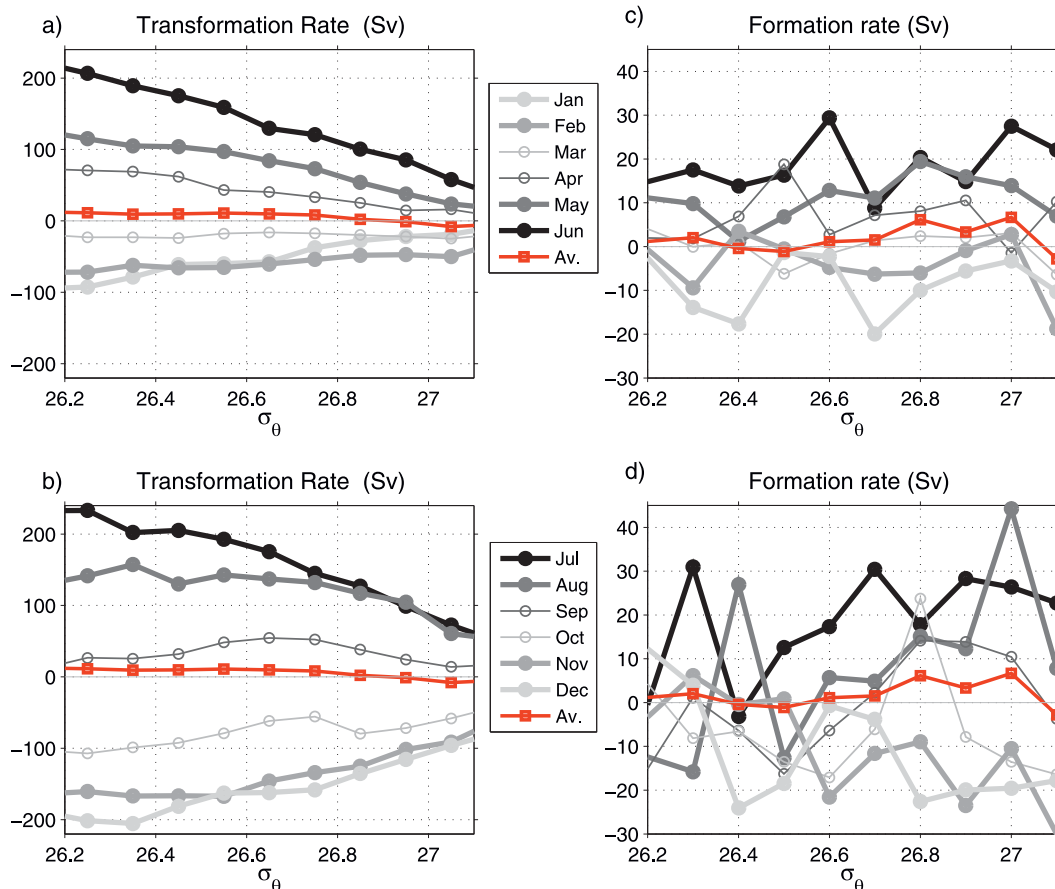 a) Transformation Rate (Sv)
200
100
0
−100
−200
26.2 26.4 26.6 26.8 27
σθ
Jan
Feb
Mar
Apr
May
Jun
Av.
c) Formation rate (Sv)
40
30
20
10
0
−10
−20
−30
26.2 26.4 26.6 26.8 27
σθ
b) Transformation Rate (Sv)
200
100
0
−100
−200
26.2 26.4 26.6 26.8 27
σθ
Jul
Aug
Sep
Oct
Nov
Dec
Av.
d) Formation rate (Sv)
40
30
20
10
0
−10
−20
−30
26.2 26.4 26.6 26.8 27
σθ